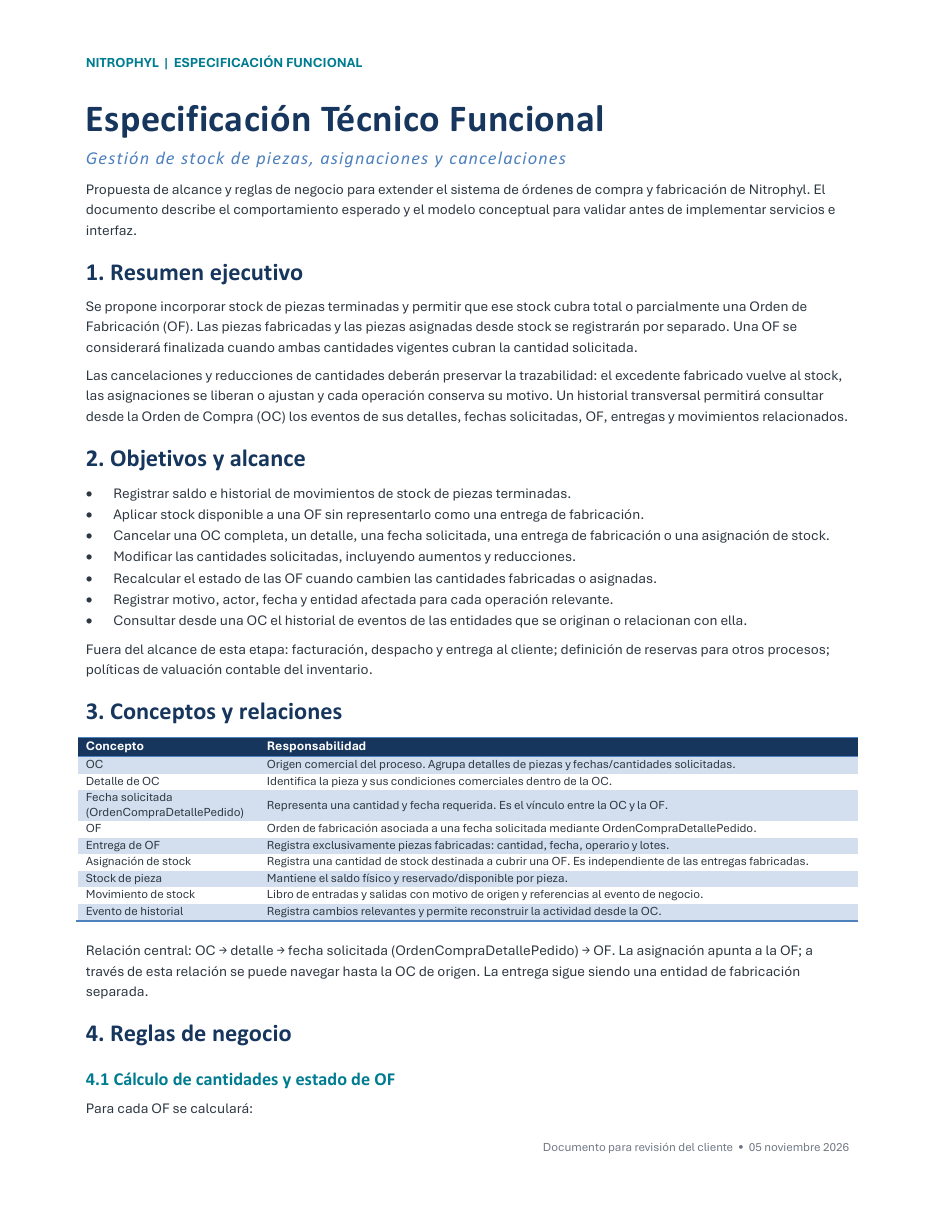 NITROPHYL | ESPECIFICACIÓN FUNCIONAL
Especificación Técnico Funcional
Gestión de stock de piezas, asignaciones y cancelaciones
Propuesta de alcance y reglas de negocio para extender el sistema de órdenes de compra y fabricación de Nitrophyl. El
documento describe el comportamiento esperado y el modelo conceptual para validar antes de implementar servicios e
interfaz.
1. Resumen ejecutivo
Se propone incorporar stock de piezas terminadas y permitir que ese stock cubra total o parcialmente una Orden de
Fabricación (OF). Las piezas fabricadas y las piezas asignadas desde stock se registrarán por separado. Una OF se
considerará finalizada cuando ambas cantidades vigentes cubran la cantidad solicitada.
Las cancelaciones y reducciones de cantidades deberán preservar la trazabilidad: el excedente fabricado vuelve al stock,
las asignaciones se liberan o ajustan y cada operación conserva su motivo. Un historial transversal permitirá consultar
desde la Orden de Compra (OC) los eventos de sus detalles, fechas solicitadas, OF, entregas y movimientos relacionados.
2. Objetivos y alcance
• Registrar saldo e historial de movimientos de stock de piezas terminadas.
• Aplicar stock disponible a una OF sin representarlo como una entrega de fabricación.
• Cancelar una OC completa, un detalle, una fecha solicitada, una entrega de fabricación o una asignación de stock.
• Modificar las cantidades solicitadas, incluyendo aumentos y reducciones.
• Recalcular el estado de las OF cuando cambien las cantidades fabricadas o asignadas.
• Registrar motivo, actor, fecha y entidad afectada para cada operación relevante.
• Consultar desde una OC el historial de eventos de las entidades que se originan o relacionan con ella.
Fuera del alcance de esta etapa: facturación, despacho y entrega al cliente; definición de reservas para otros procesos;
políticas de valuación contable del inventario.
3. Conceptos y relaciones
Concepto Responsabilidad
OC Origen comercial del proceso. Agrupa detalles de piezas y fechas/cantidades solicitadas.
Detalle de OC Identifica la pieza y sus condiciones comerciales dentro de la OC.
Fecha solicitada
(OrdenCompraDetallePedido) Representa una cantidad y fecha requerida. Es el vínculo entre la OC y la OF.
OF Orden de fabricación asociada a una fecha solicitada mediante OrdenCompraDetallePedido.
Entrega de OF Registra exclusivamente piezas fabricadas: cantidad, fecha, operario y lotes.
Asignación de stock Registra una cantidad de stock destinada a cubrir una OF. Es independiente de las entregas fabricadas.
Stock de pieza Mantiene el saldo físico y reservado/disponible por pieza.
Movimiento de stock Libro de entradas y salidas con motivo de origen y referencias al evento de negocio.
Evento de historial Registra cambios relevantes y permite reconstruir la actividad desde la OC.
Relación central: OC → detalle → fecha solicitada (OrdenCompraDetallePedido) → OF. La asignación apunta a la OF; a
través de esta relación se puede navegar hasta la OC de origen. La entrega sigue siendo una entidad de fabricación
separada.
4. Reglas de negocio
4.1 Cálculo de cantidades y estado de OF
Para cada OF se calculará:
Documento para revisión del cliente • 05 noviembre 2026